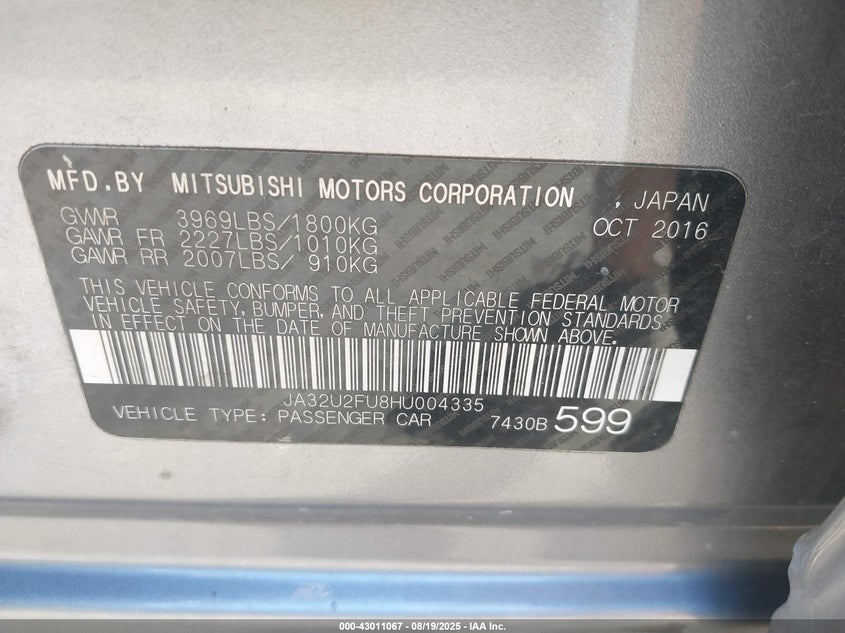 MFD.BY MITSUBISHI MOTORS CORPORATION , JAPAN
GVWR 3969LBS/1800KG OCT 2016
GAWR FR 2227LBS/1010KG
GAWR RR 2007LBS/ 910KG
THIS VEHICLE CONFORMS TO ALL APPLICABLE FEDERAL MOTOR
VEHICLE SAFETY, BUMPER, AND THEFT PREVENTION STANDARDS
IN EFFECT ON THE DATE OF MANUFACTURE SHOWN ABOVE.
JA32U2FU8HU004335
VEHICLE TYPE: PASSENGER CAR 7430B 599
000-43011067 - 08/19/2025 - IAA Inc.